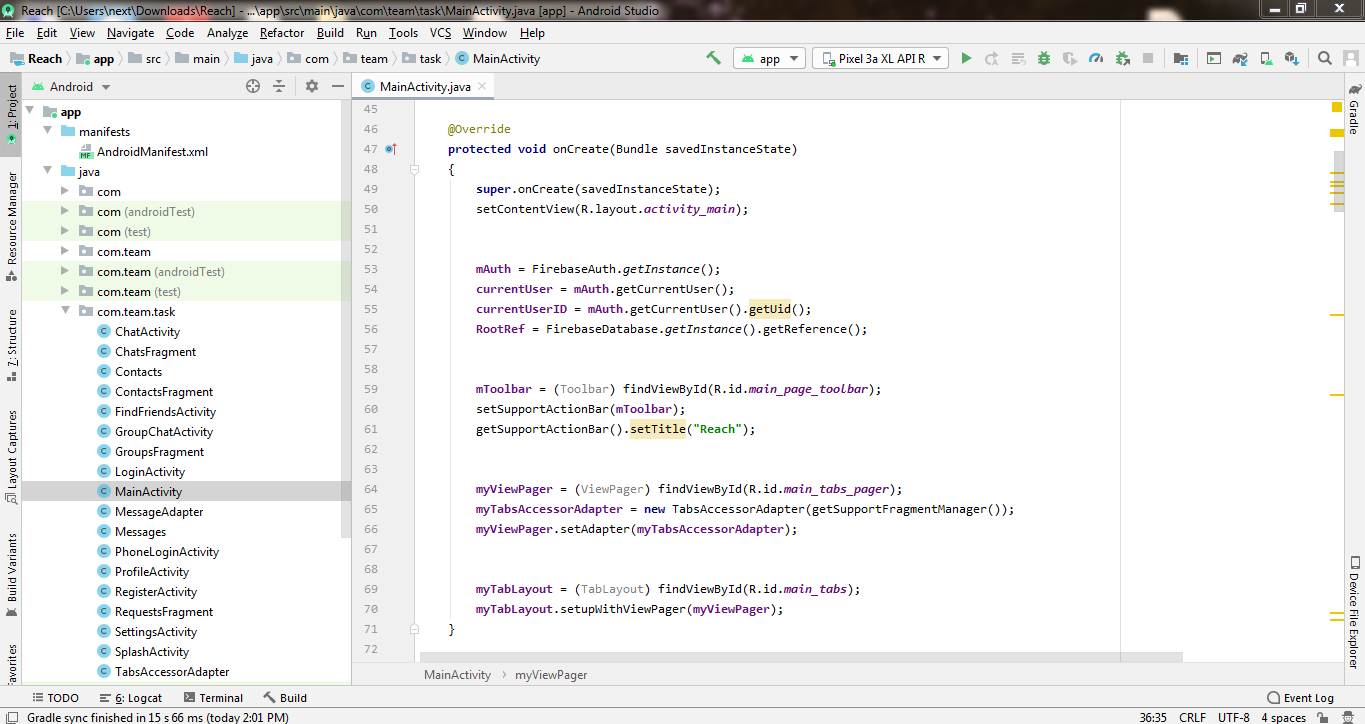 Reach [C:\Users\next\Downloads\Reach] - ...\app\src\main\java\com\team\task\MainActivity.java [app] - Android Studio
File Edit View Navigate Code Analyze Refactor Build Run Tools VCS Window Help
Reach app src main java com team task MainActivity app Pixel 3a XL API R
Android MainActivity.java
1: Project
Resource Manager
7: Structure
Layout Captures
Build Variants
app
manifests
AndroidManifest.xml
java
com
com (androidTest)
com (test)
com.team
com.team (androidTest)
com.team (test)
com.team.task
ChatActivity
ChatsFragment
Contacts
ContactsFragment
FindFriendsActivity
GroupChatActivity
GroupsFragment
LoginActivity
MainActivity
MessageAdapter
Messages
PhoneLoginActivity
ProfileActivity
RegisterActivity
RequestsFragment
SettingsActivity
SplashActivity
TabsAccessorAdapter
45
46 @Override
47 protected void onCreate(Bundle savedInstanceState)
48 {
49 super.onCreate(savedInstanceState);
50 setContentView(R.layout.activity_main);
51
52
53 mAuth = FirebaseAuth.getInstance();
54 currentUser = mAuth.getCurrentUser();
55 currentUserID = mAuth.getCurrentUser().getUid();
56 RootRef = FirebaseDatabase.getInstance().getReference();
57
58
59 mToolbar = (Toolbar) findViewById(R.id.main_page_toolbar);
60 setSupportActionBar(mToolbar);
61 getSupportActionBar().setTitle("Reach");
62
63
64 myViewPager = (ViewPager) findViewById(R.id.main_tabs_pager);
65 myTabsAccessorAdapter = new TabsAccessorAdapter(getSupportFragmentManager());
66 myViewPager.setAdapter(myTabsAccessorAdapter);
67
68
69 myTabLayout = (TabLayout) findViewById(R.id.main_tabs);
70 myTabLayout.setupWithViewPager(myViewPager);
71 }
72
Gradle
Device File Explorer
MainActivity › myViewPager
TODO 6: Logcat Terminal Build Event Log
Gradle sync finished in 15 s 66 ms (today 2:01 PM) 36:35 CRLF UTF-8 4 spaces